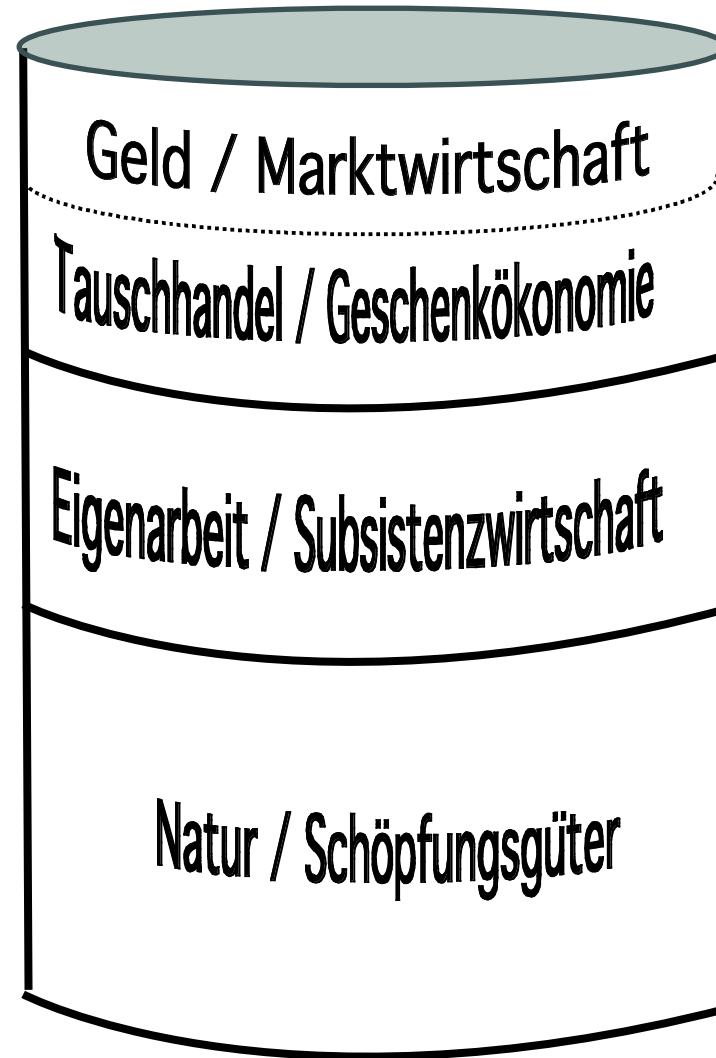 Geld / Marktwirtschaft
Tauschhandel / Geschenkökonomie
Eigenarbeit / Subsistenzwirtschaft
Natur / Schöpfungsgüter